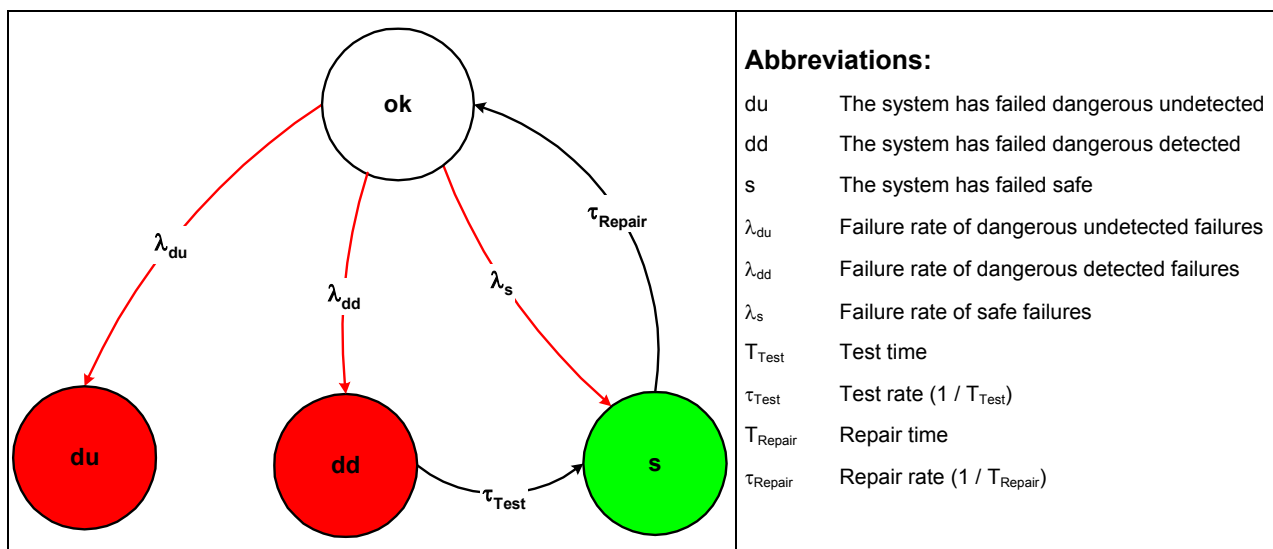 ok
τRepair
λdu
λdd
λs
du
dd
s
τTest
Abbreviations:
du The system has failed dangerous undetected
dd The system has failed dangerous detected
s The system has failed safe
λdu Failure rate of dangerous undetected failures
λdd Failure rate of dangerous detected failures
λs Failure rate of safe failures
TTest Test time
τTest Test rate (1 / TTest)
TRepair Repair time
τRepair Repair rate (1 / TRepair)